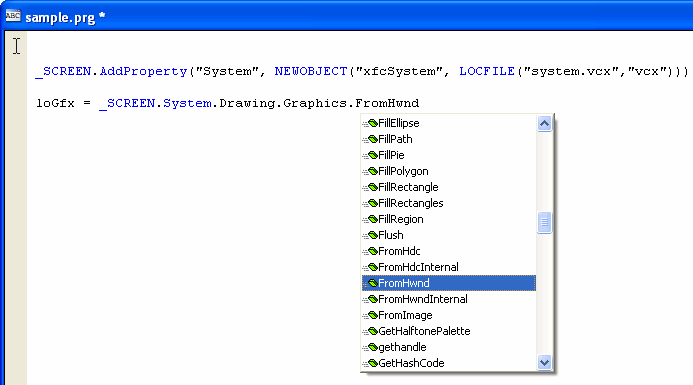 ABC sample.prg *
_SCREEN.AddProperty("System", NEWOBJECT("xfcSystem", LOCFILE("system.vcx","vcx")))
loGfx = _SCREEN.System.Drawing.Graphics.FromHwnd
FillEllipse
FillPath
FillPie
FillPolygon
FillRectangle
FillRectangles
FillRegion
Flush
FromHdc
FromHdcInternal
FromHwnd
FromHwndInternal
FromImage
GetHalftonePalette
gethandle
GetHashCode